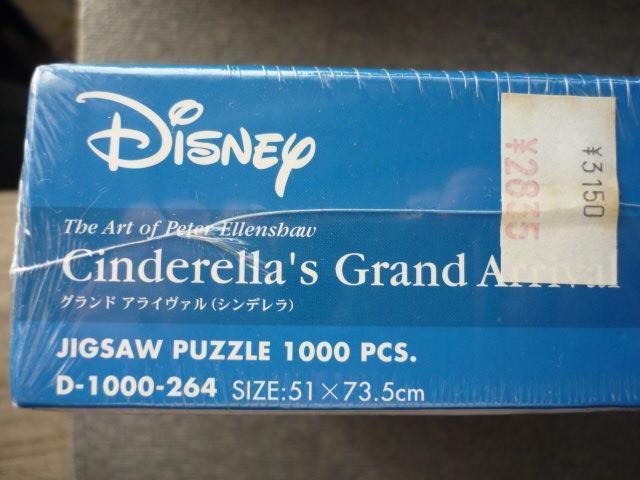 Disney
The Art of Peter Ellenshaw
Cinderella's Grand Arrival
グランド アライヴァル(シンデレラ)
JIGSAW PUZZLE 1000 PCS.
D-1000-264 SIZE:51×73.5cm
¥2835
¥3150